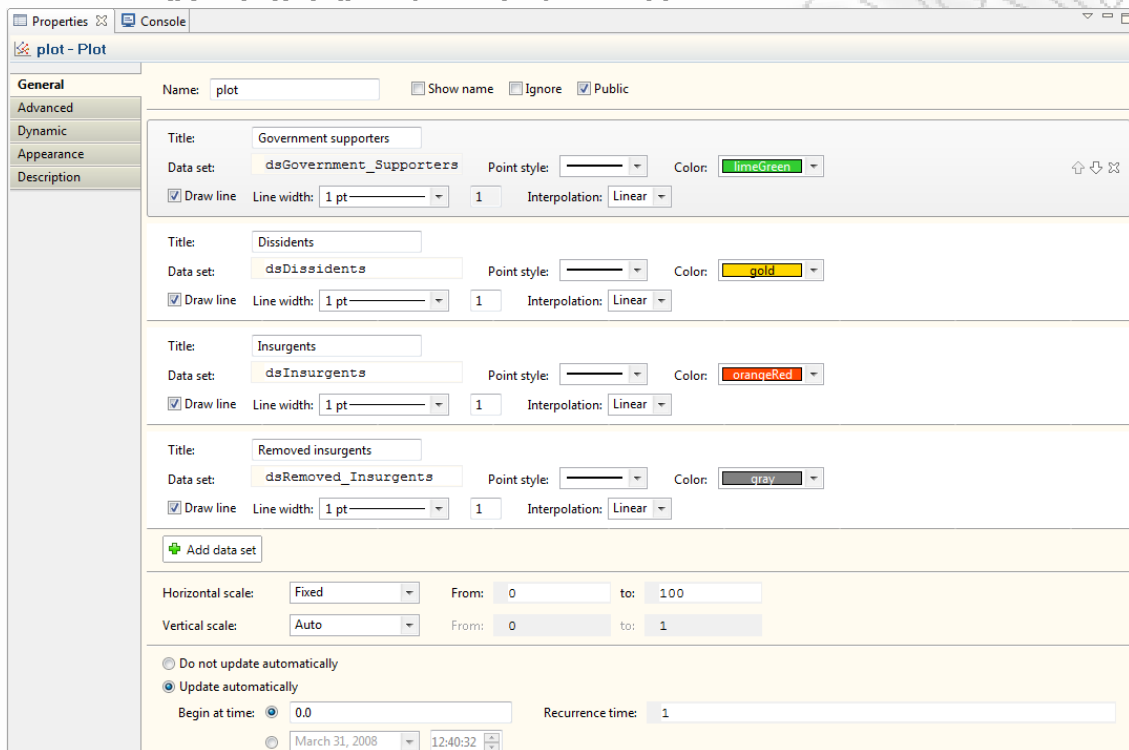 Properties Console
plot - Plot
General
Advanced
Dynamic
Appearance
Description
Name: plot Show name Ignore Public
Title: Government supporters
Data set: dsGovernment_Supporters Point style: Color: limeGreen
Draw line Line width: 1 pt 1 Interpolation: Linear
Title: Dissidents
Data set: dsDissidents Point style: Color: gold
Draw line Line width: 1 pt 1 Interpolation: Linear
Title: Insurgents
Data set: dsInsurgents Point style: Color: orangeRed
Draw line Line width: 1 pt 1 Interpolation: Linear
Title: Removed insurgents
Data set: dsRemoved_Insurgents Point style: Color: gray
Draw line Line width: 1 pt 1 Interpolation: Linear
Add data set
Horizontal scale: Fixed From: 0 to: 100
Vertical scale: Auto From: 0 to: 1
Do not update automatically
Update automatically
Begin at time: 0.0 Recurrence time: 1
March 31, 2008 12:40:32